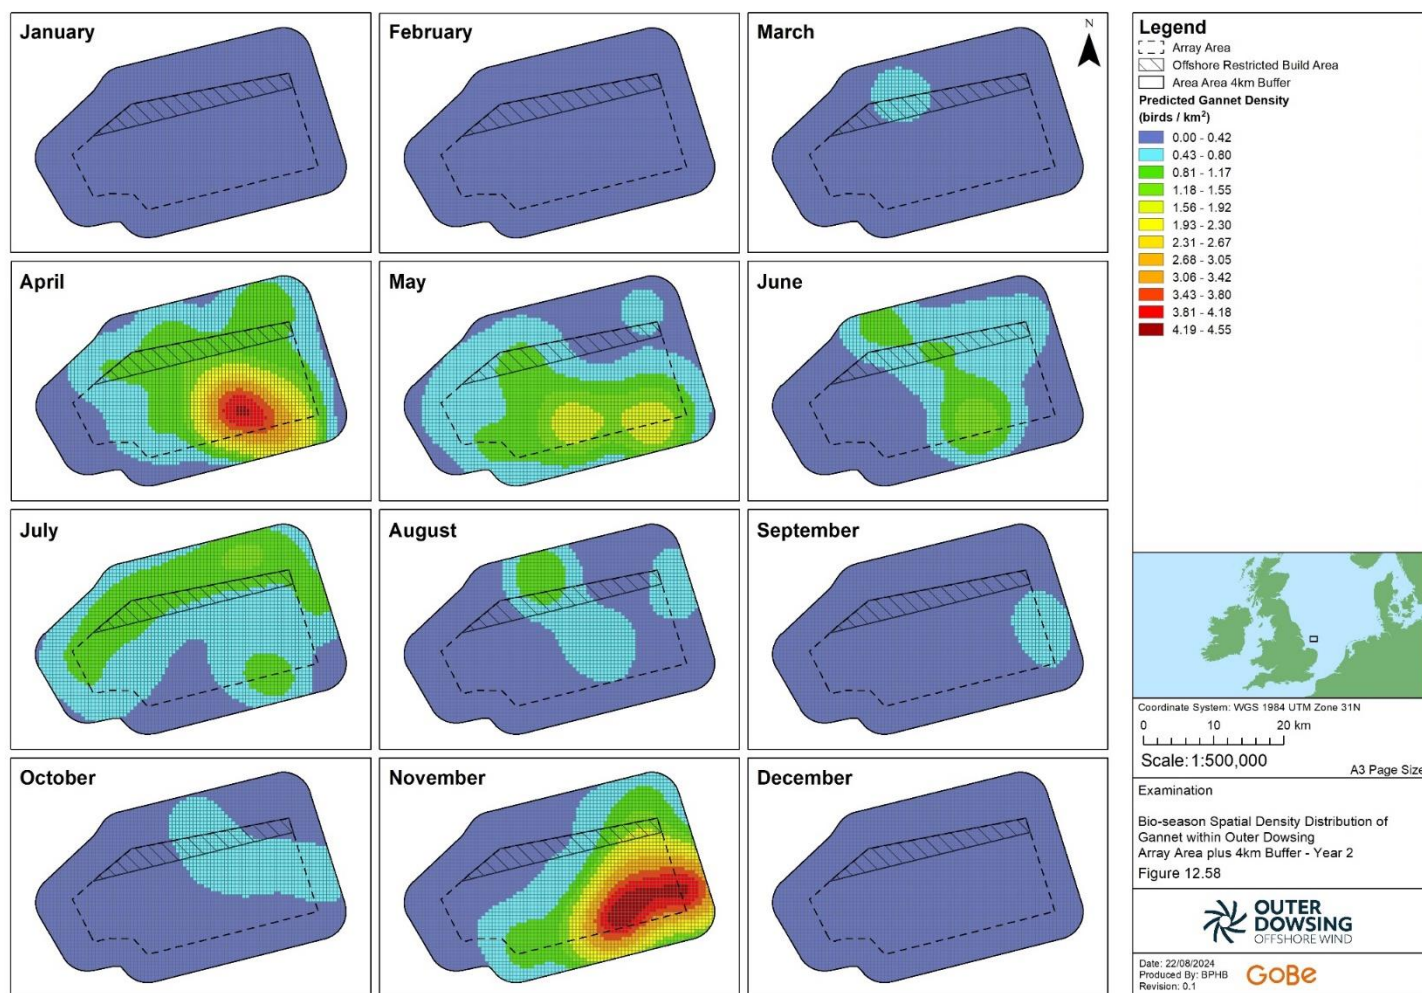 January
February
March
N
April
May
June
July
August
September
October
November
December
Legend
Array Area
Offshore Restricted Build Area
Area Area 4km Buffer
Predicted Gannet Density
(birds / km²)
0.00 - 0.42
0.43 - 0.80
0.81 - 1.17
1.18 - 1.55
1.56 - 1.92
1.93 - 2.30
2.31 - 2.67
2.68 - 3.05
3.06 - 3.42
3.43 - 3.80
3.81 - 4.18
4.19 - 4.55
Coordinate System: WGS 1984 UTM Zone 31N
0 10 20 km
Scale: 1:500,000
A3 Page Size
Examination
Bio-season Spatial Density Distribution of
Gannet within Outer Dowsing
Array Area plus 4km Buffer - Year 2
Figure 12.58
OUTER
DOWSING
OFFSHORE WIND
Date: 22/08/2024
Produced By: BPHB
Revision: 0.1
GoBe